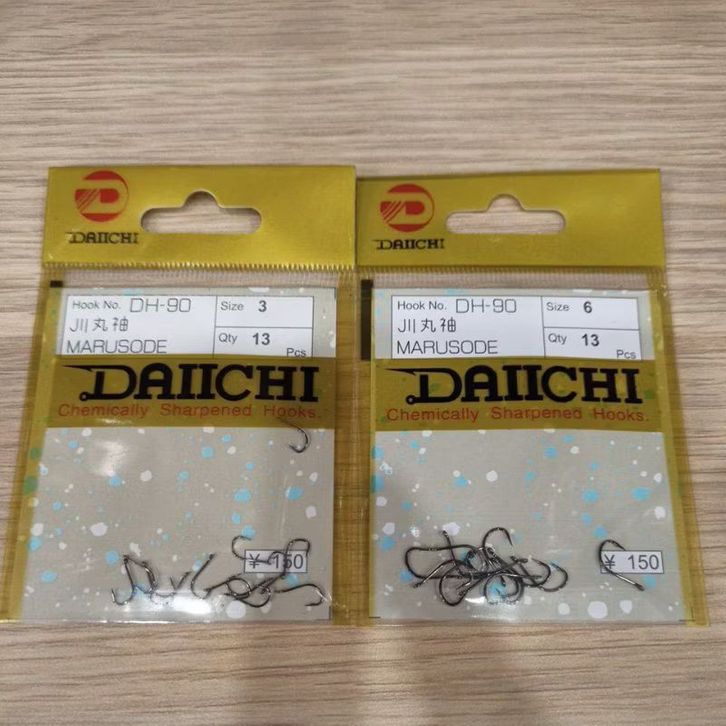 DAIICHI
Hook No. DH-90
川丸袖
MARUSODE
Size 3
Qty 13 Pcs
DAIICHI
Chemically Sharpened Hooks.
¥ 150
DAIICHI
Hook No. DH-90
川丸袖
MARUSODE
Size 6
Qty 13 Pcs
DAIICHI
Chemically Sharpened Hooks.
¥ 150